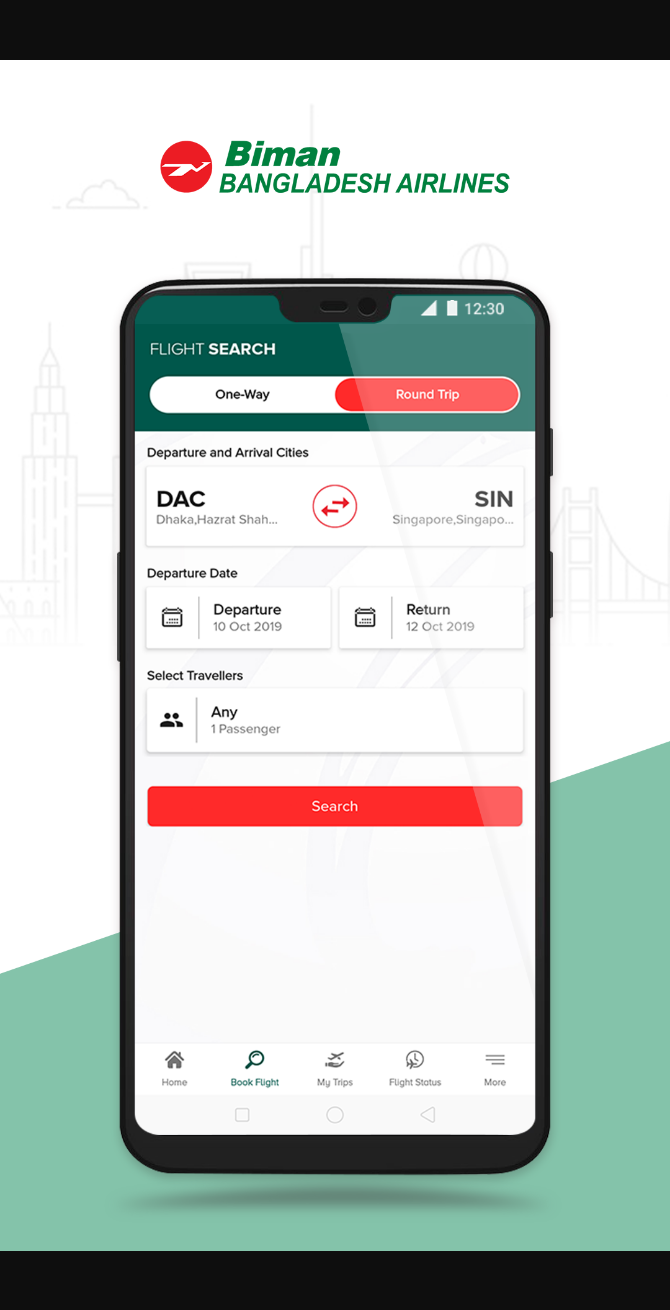 Biman
BANGLADESH AIRLINES
12:30
FLIGHT SEARCH
One-Way
Round Trip
Departure and Arrival Cities
DAC
SIN
Dhaka,Hazrat Shah...
Singapore,Singapo...
Departure Date
Departure
10 Oct 2019
Return
12 Oct 2019
Select Travellers
Any
1 Passenger
Search
Home
Book Flight
My Trips
Flight Status
More